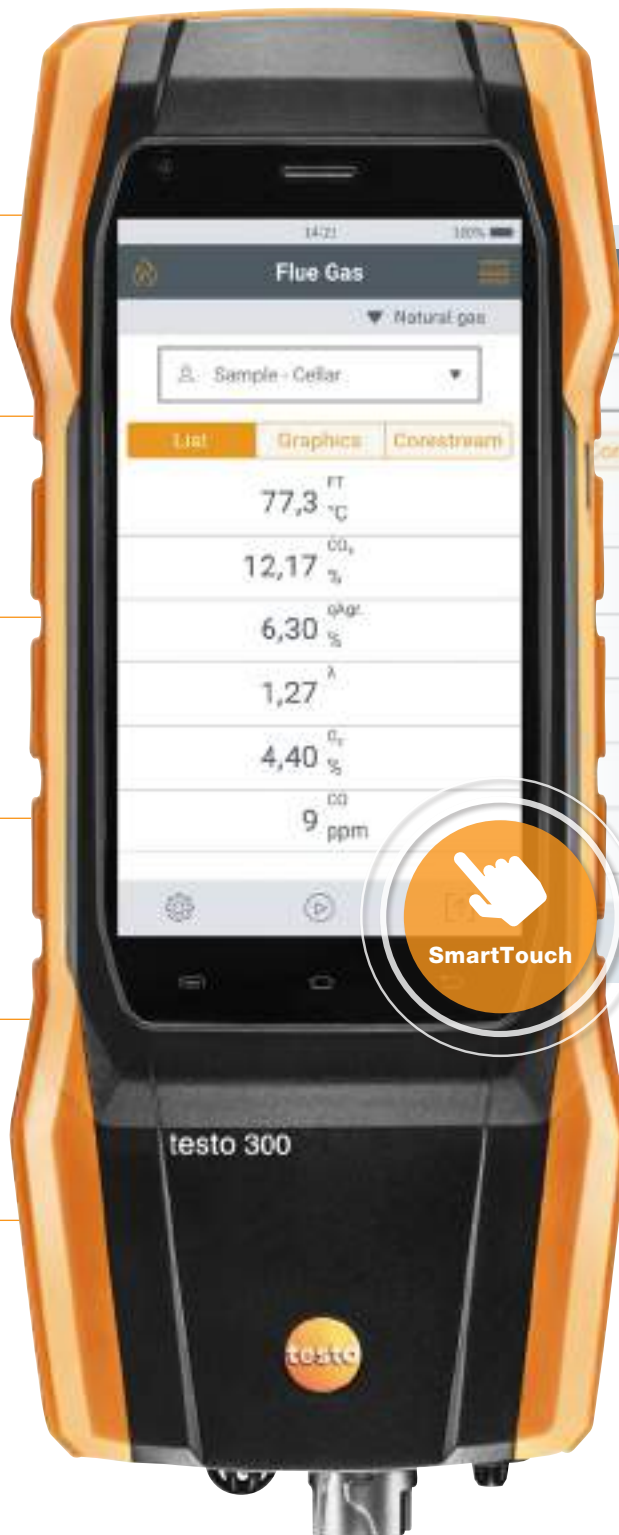 14:21 100%
Flue Gas
▼ Natural gas
Sample - Cellar ▼
List Graphics Corestream
77,3 FT °C
12,17 CO₂ %
6,30 qAgr %
1,27 λ
4,40 O₂ %
9 CO ppm
SmartTouch
testo 300
testo